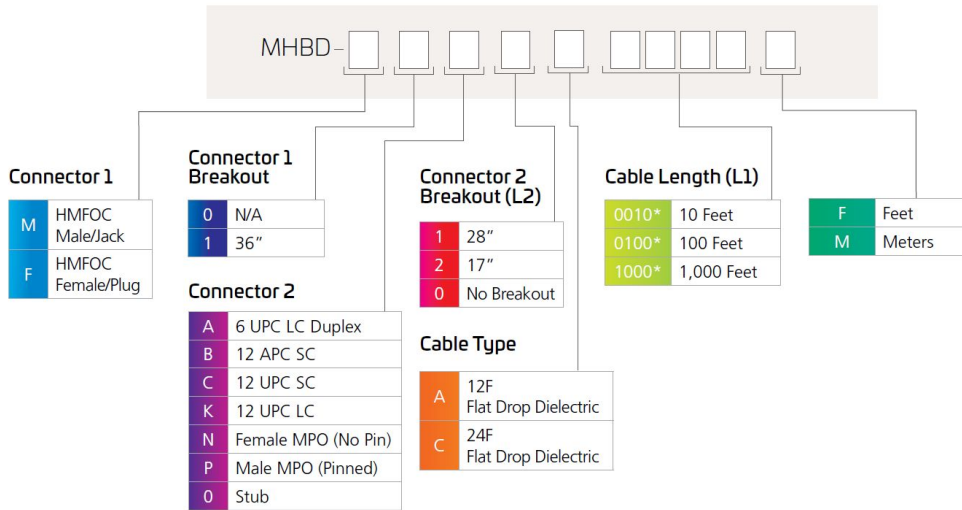 MHBD-
Connector 1
M HMFOC
Male/Jack
F HMFOC
Female/Plug
Connector 1
Breakout
0 N/A
1 36”
Connector 2
A 6 UPC LC Duplex
B 12 APC SC
C 12 UPC SC
K 12 UPC LC
N Female MPO (No Pin)
P Male MPO (Pinned)
0 Stub
Connector 2
Breakout (L2)
1 28”
2 17”
0 No Breakout
Cable Type
A 12F
Flat Drop Dielectric
C 24F
Flat Drop Dielectric
Cable Length (L1)
0010* 10 Feet
0100* 100 Feet
1000* 1,000 Feet
F Feet
M Meters